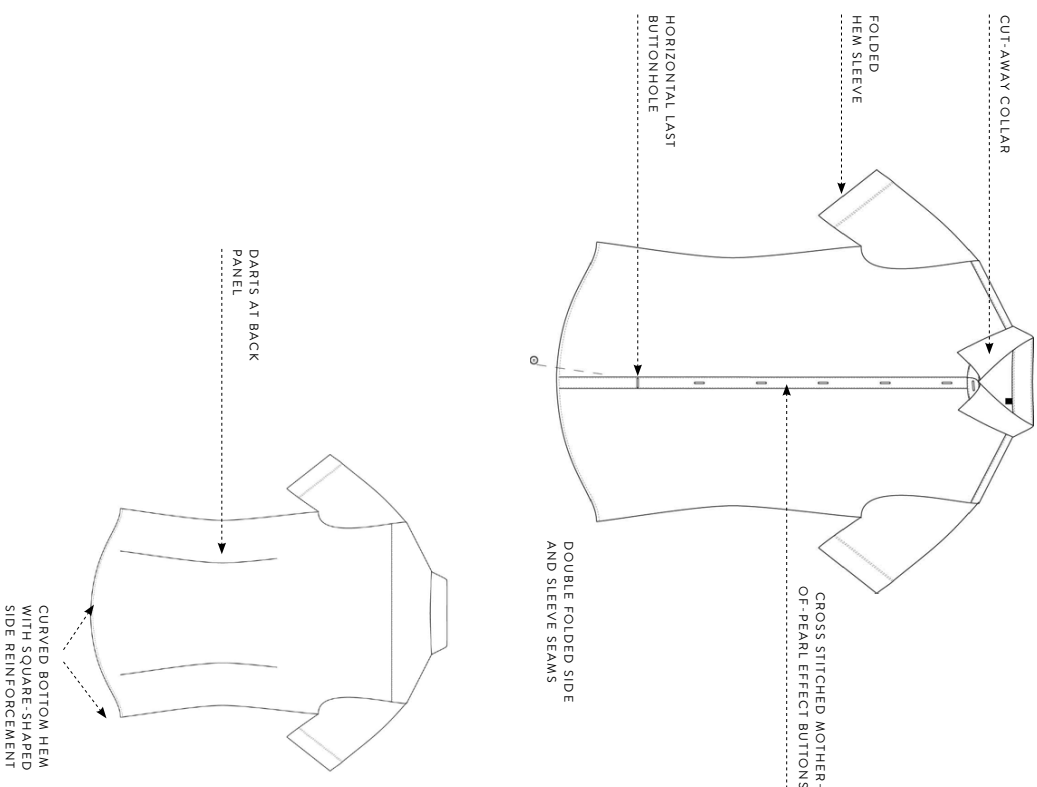 CUT-AWAY COLLAR
FOLDED
HEM SLEEVE
HORIZONTAL LAST
BUTTONHOLE
CROSS STITCHED MOTHER-
OF-PEARL EFFECT BUTTONS
DOUBLE FOLDED SIDE
AND SLEEVE SEAMS
DARTS AT BACK
PANEL
CURVED BOTTOM HEM
WITH SQUARE-SHAPED
SIDE REINFORCEMENT